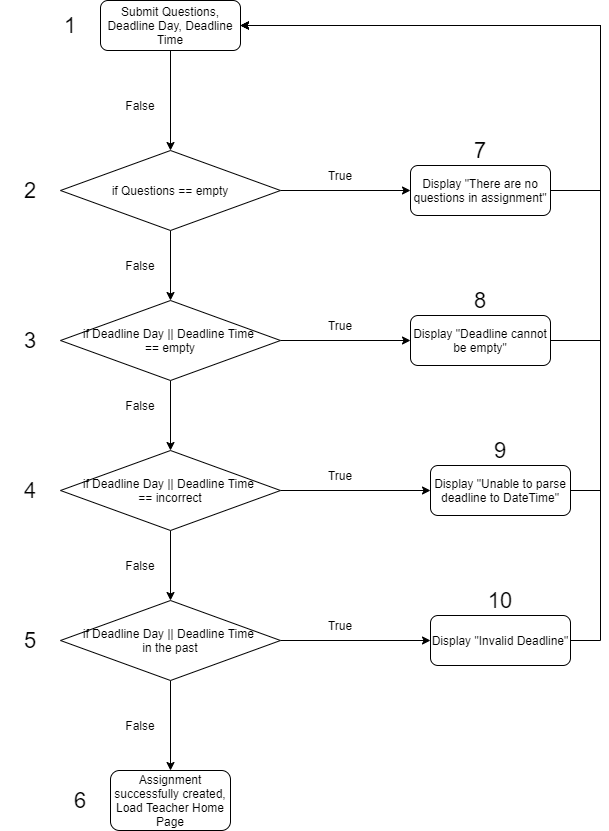 1
Submit Questions,
Deadline Day, Deadline
Time
False
7
2
if Questions == empty
True
Display "There are no
questions in assignment"
False
8
3
if Deadline Day || Deadline Time
== empty
True
Display "Deadline cannot
be empty"
False
9
4
if Deadline Day || Deadline Time
== incorrect
True
Display "Unable to parse
deadline to DateTime"
False
10
5
if Deadline Day || Deadline Time
in the past
True
Display "Invalid Deadline"
False
6
Assignment
successfully created,
Load Teacher Home
Page